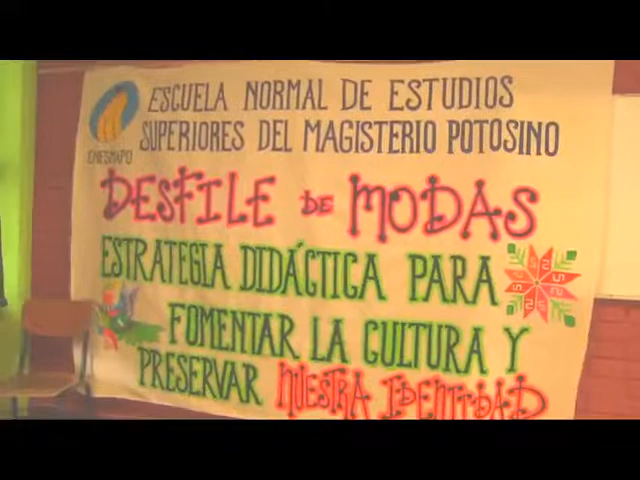 ESCUELA NORMAL DE ESTUDIOS
SUPERIORES DEL MAGISTERIO POTOSINO
DESFILE DE MODAS
ESTRATEGIA DIDÁCTICA PARA
FOMENTAR LA CULTURA Y
PRESERVAR NUESTRA IDENTIDAD